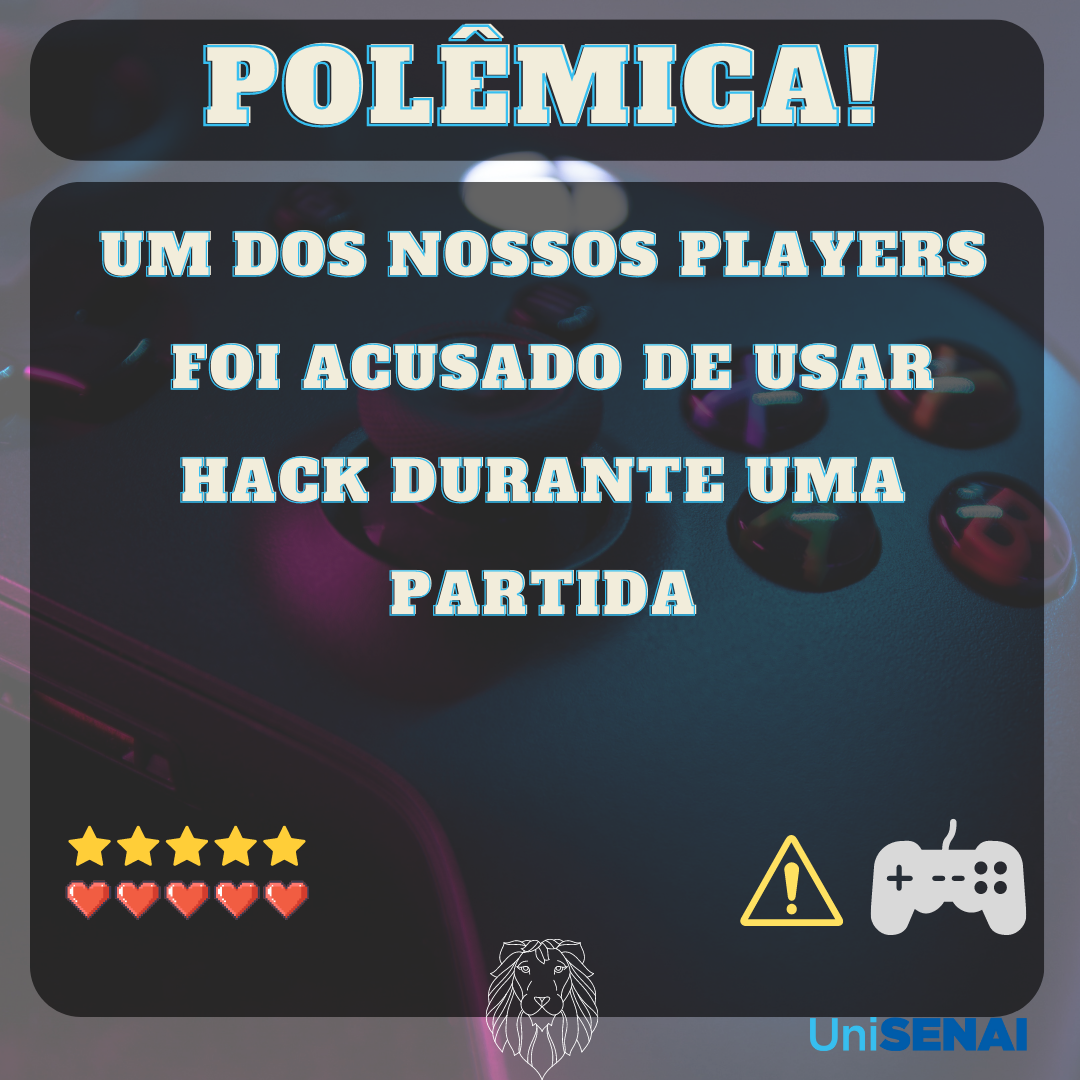 POLÊMICA!
UM DOS NOSSOS PLAYERS
FOI ACUSADO DE USAR
HACK DURANTE UMA
PARTIDA
UniSENAI